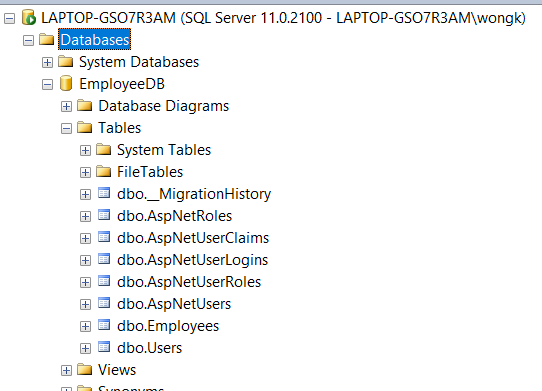 LAPTOP-GSO7R3AM (SQL Server 11.0.2100 - LAPTOP-GSO7R3AM\wongk)
Databases
System Databases
EmployeeDB
Database Diagrams
Tables
System Tables
FileTables
dbo.__MigrationHistory
dbo.AspNetRoles
dbo.AspNetUserClaims
dbo.AspNetUserLogins
dbo.AspNetUserRoles
dbo.AspNetUsers
dbo.Employees
dbo.Users
Views
Synonyms